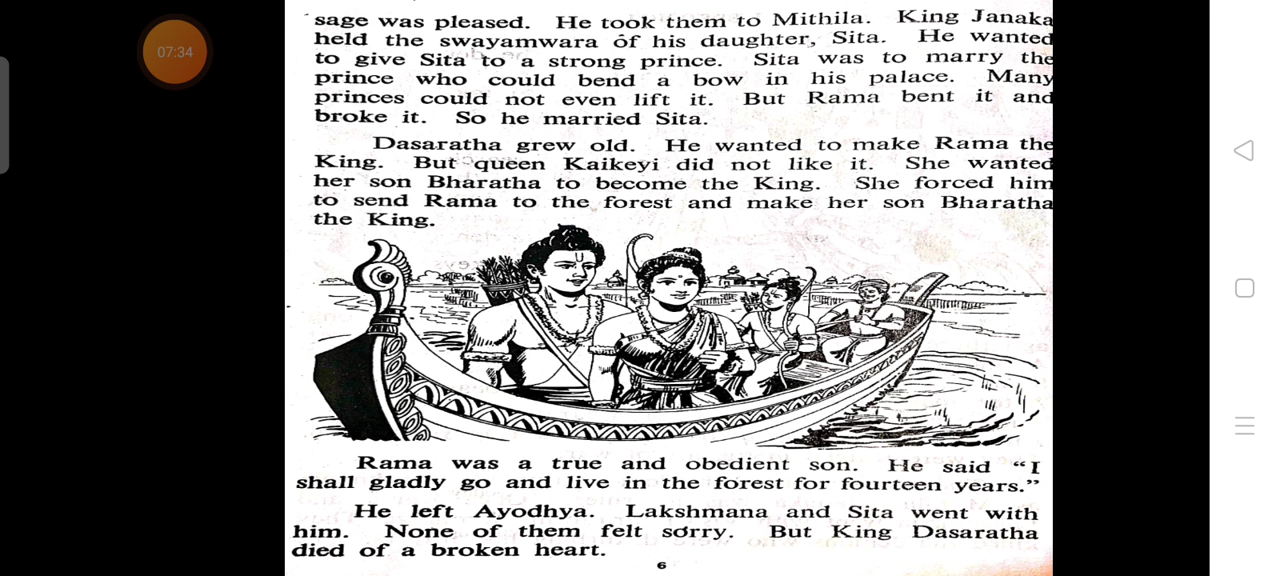 07:34
sage was pleased. He took them to Mithila. King Janaka
held the swayamwara of his daughter, Sita. He wanted
to give Sita to a strong prince. Sita was to marry the
prince who could bend a bow in his palace. Many
princes could not even lift it. But Rama bent it and
broke it. So he married Sita.
Dasaratha grew old. He wanted to make Rama the
King. But queen Kaikeyi did not like it. She wanted
her son Bharatha to become the King. She forced him
to send Rama to the forest and make her son Bharatha
the King.
Rama was a true and obedient son. He said "I
shall gladly go and live in the forest for fourteen years."
He left Ayodhya. Lakshmana and Sita went with
him. None of them felt sorry. But King Dasaratha
died of a broken heart.
6